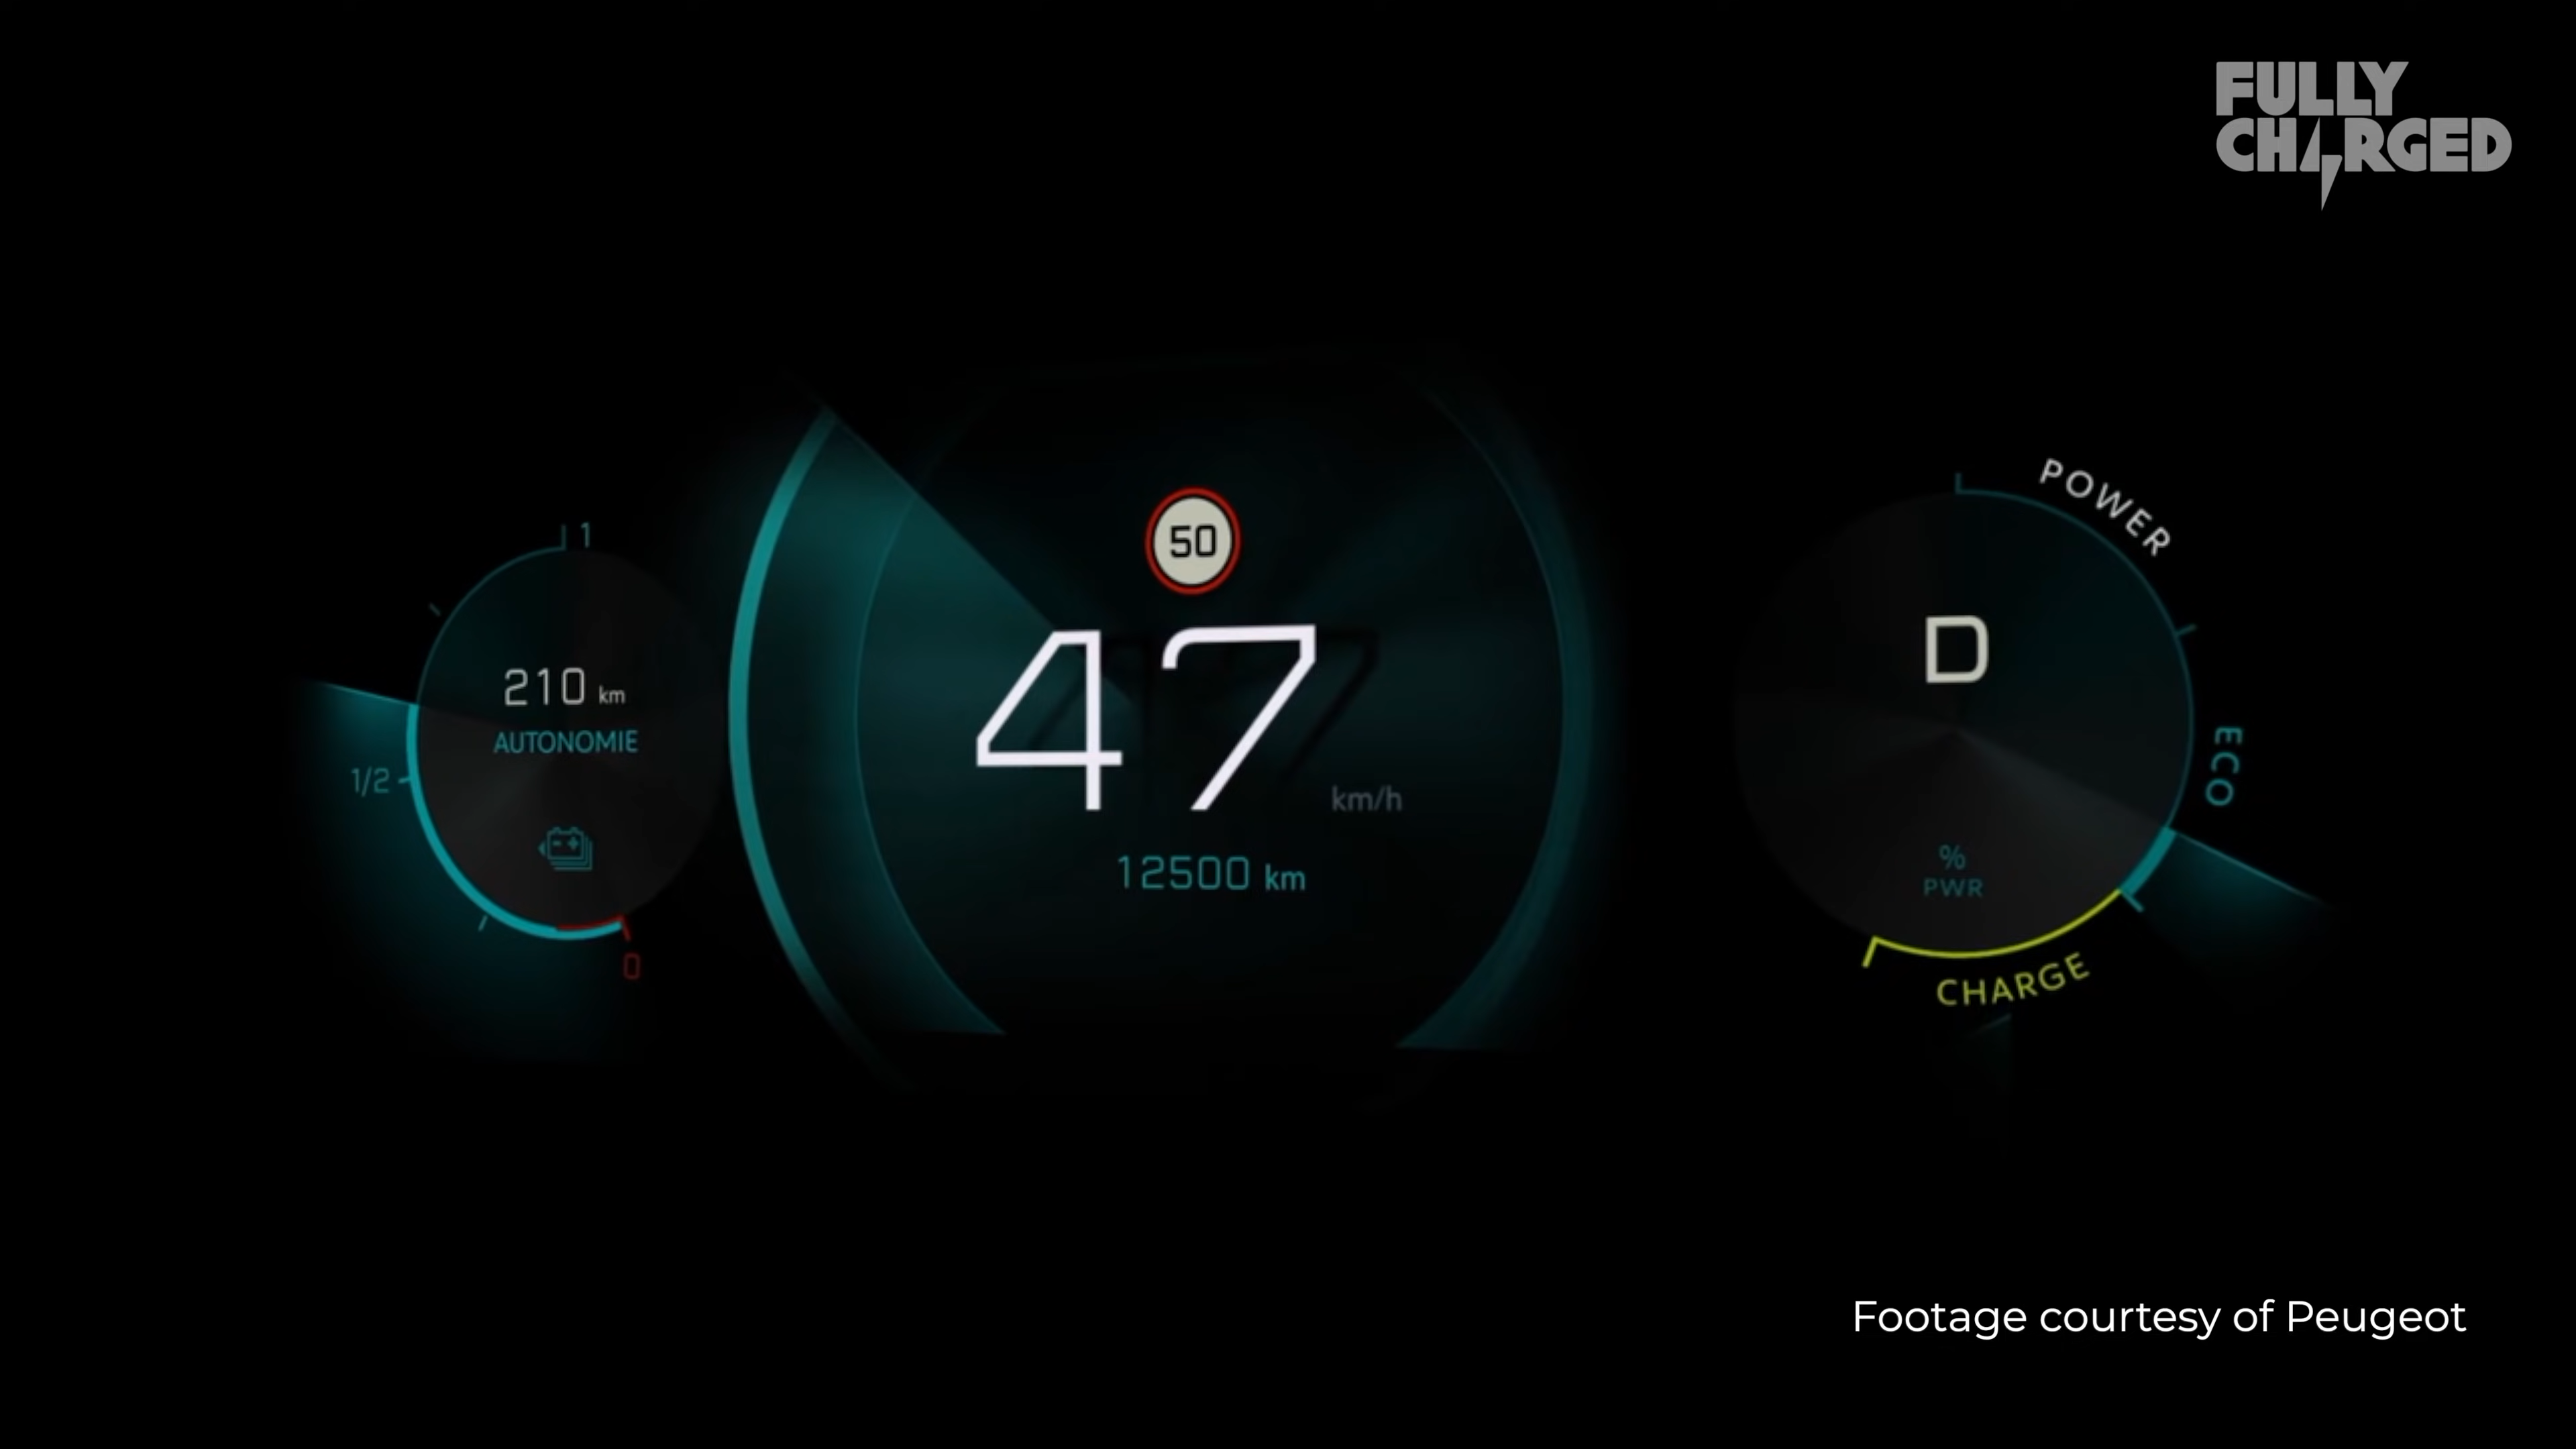 FULLY
CHARGED
1
210 km
AUTONOMIE
1/2
0
50
47
km/h
12500 km
POWER
D
ECO
%
PWR
CHARGE
Footage courtesy of Peugeot